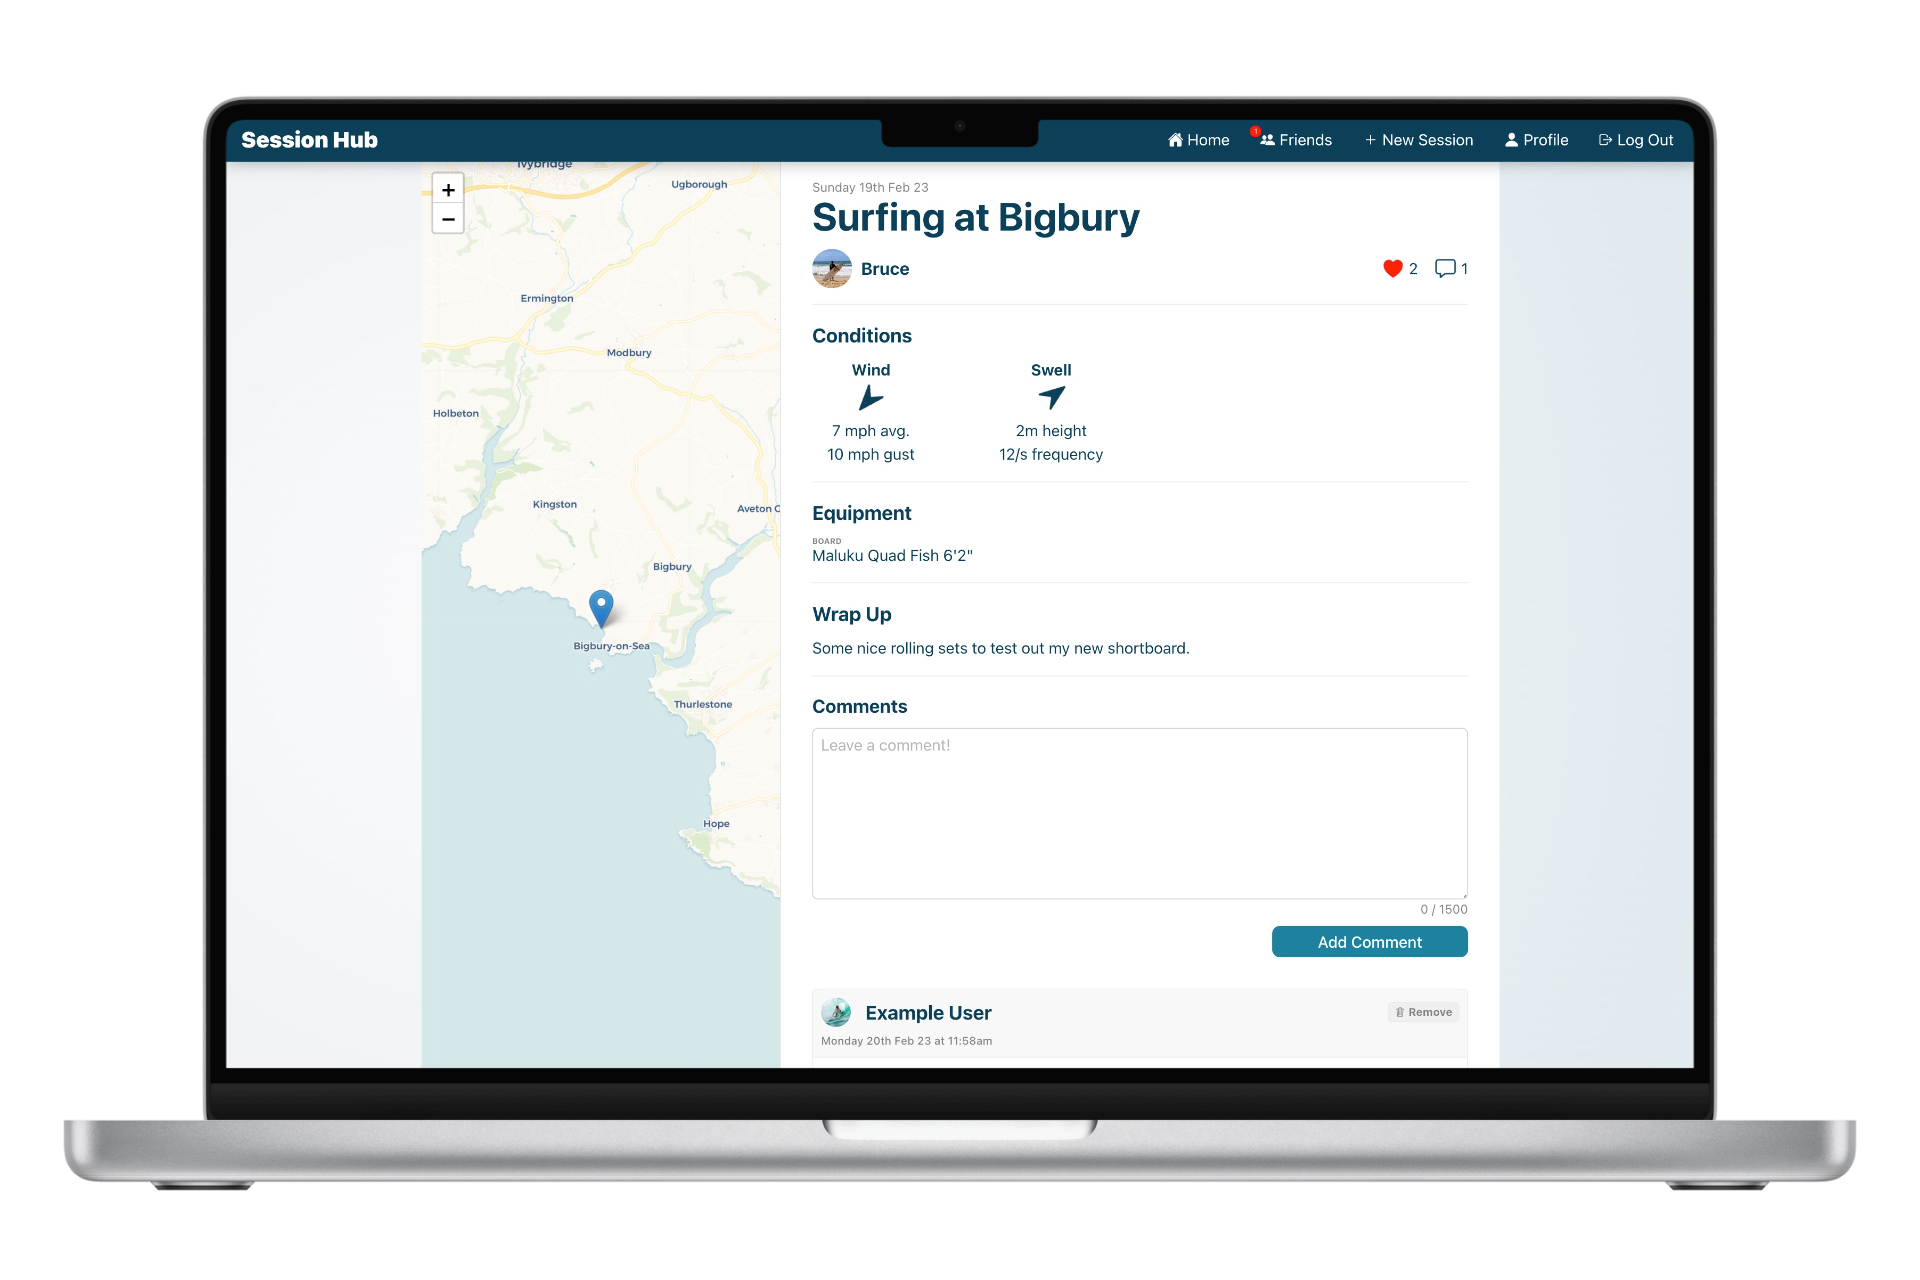 Session Hub
Home
1
Friends
+ New Session
Profile
Log Out
+
−
Ivybridge
Ugborough
Ermington
Modbury
Holbeton
Kingston
Aveton G
Bigbury
Bigbury-on-Sea
Thurlestone
Hope
Sunday 19th Feb 23
Surfing at Bigbury
Bruce
2
1
Conditions
Wind
Swell
7 mph avg.
2m height
10 mph gust
12/s frequency
Equipment
BOARD
Maluku Quad Fish 6'2"
Wrap Up
Some nice rolling sets to test out my new shortboard.
Comments
Leave a comment!
0 / 1500
Add Comment
Example User
Remove
Monday 20th Feb 23 at 11:58am